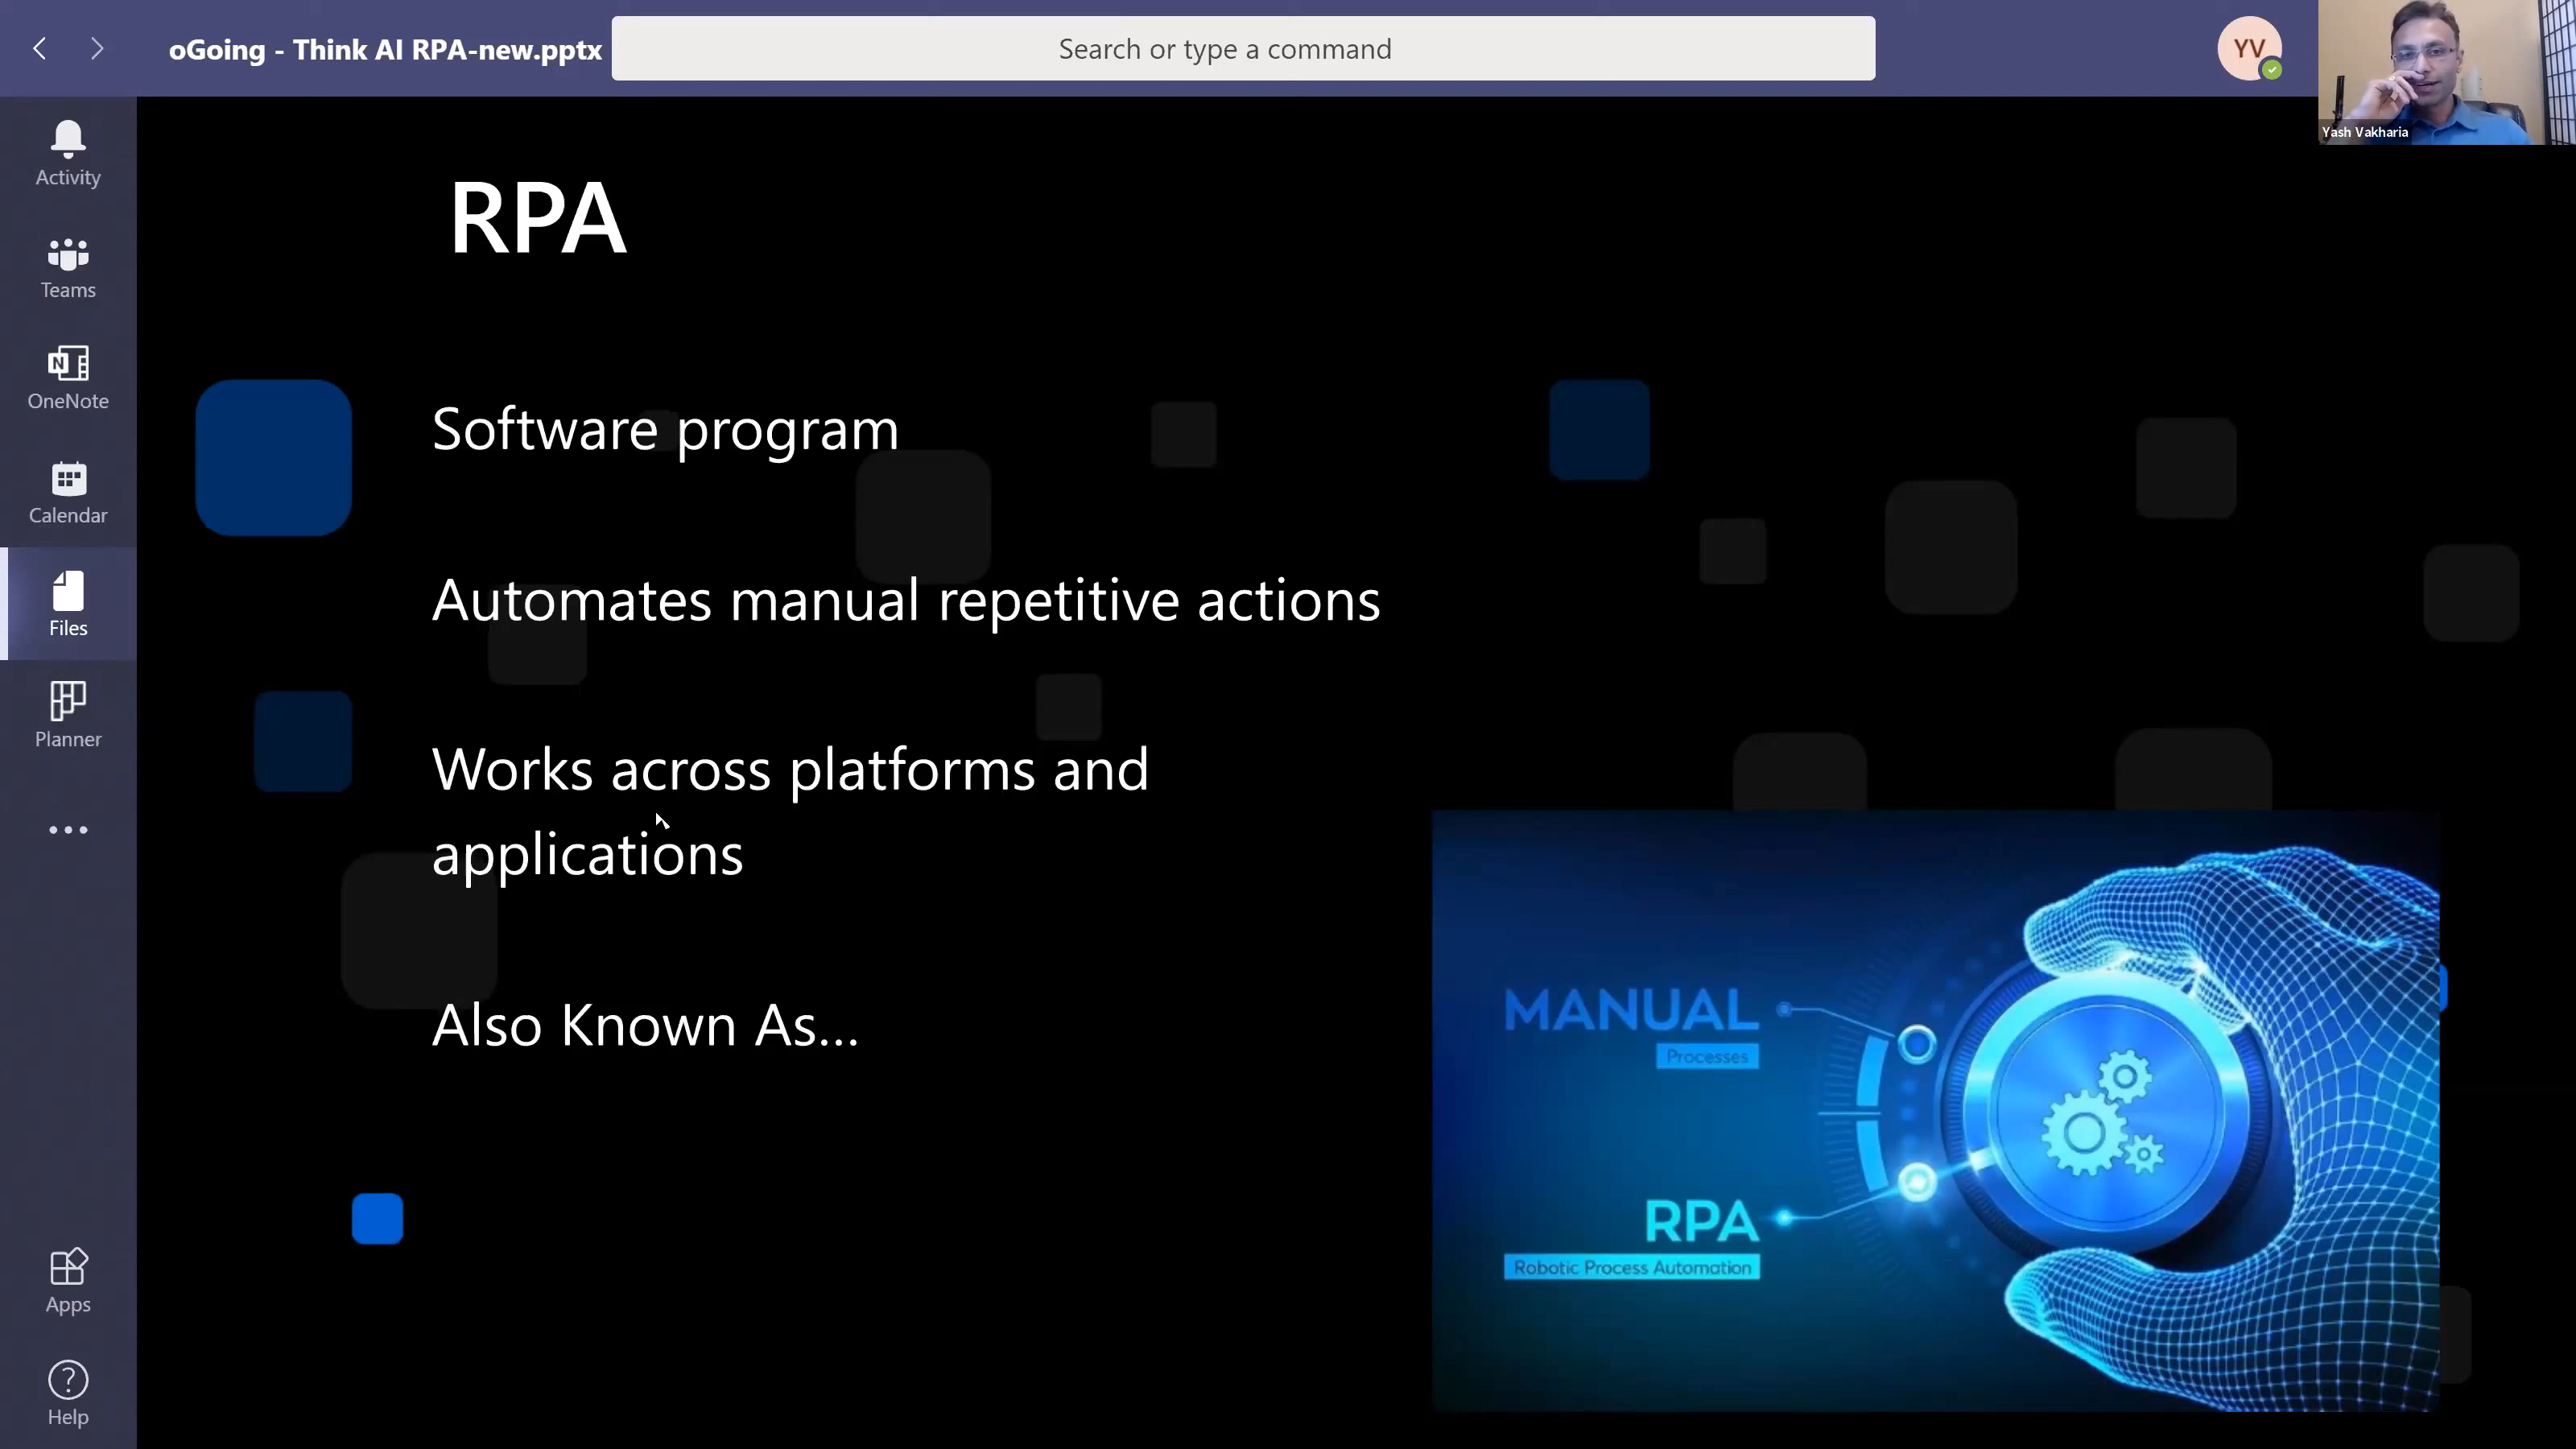 oGoing - Think AI RPA-new.pptx
Search or type a command
YV
Yash Vakharia
Activity
Teams
N
OneNote
Calendar
Files
Planner
Apps
?
Help
RPA
Software program
Automates manual repetitive actions
Works across platforms and
applications
Also Known As...
MANUAL
Processes
RPA
Robotic Process Automation